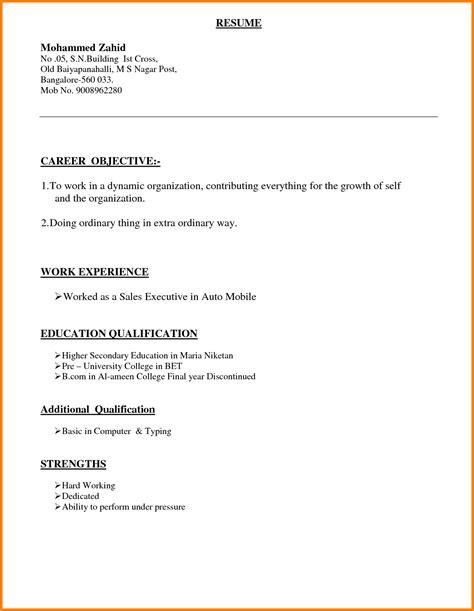 RESUME
Mohammed Zahid
No .05, S.N.Building Ist Cross,
Old Baiyapanahalli, M S Nagar Post,
Bangalore-560 033.
Mob No. 9008962280
CAREER OBJECTIVE:-
1.To work in a dynamic organization, contributing everything for the growth of self
and the organization.
2.Doing ordinary thing in extra ordinary way.
WORK EXPERIENCE
➢Worked as a Sales Executive in Auto Mobile
EDUCATION QUALIFICATION
➢Higher Secondary Education in Maria Niketan
➢Pre – University College in BET
➢B.com in Al-ameen College Final year Discontinued
Additional Qualification
➢Basic in Computer & Typing
STRENGTHS
➢Hard Working
➢Dedicated
➢Ability to perform under pressure